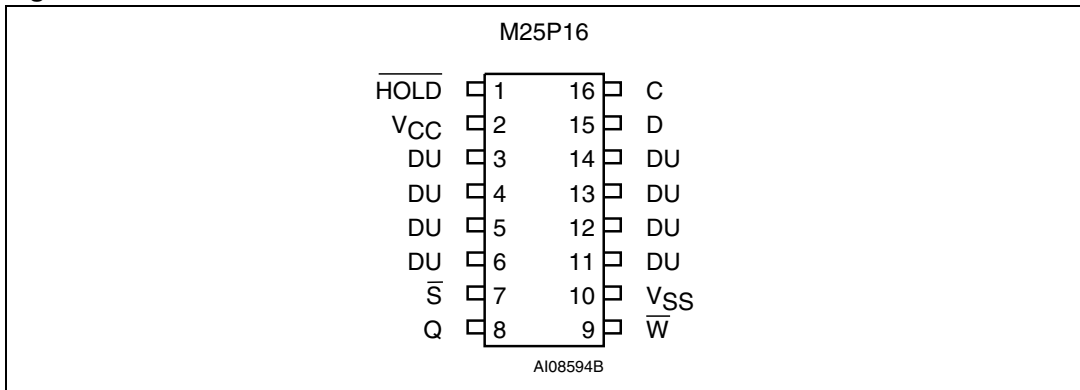 M25P16
HOLD 1 16 C
VCC 2 15 D
DU 3 14 DU
DU 4 13 DU
DU 5 12 DU
DU 6 11 DU
S 7 10 VSS
Q 8 9 W
AI08594B